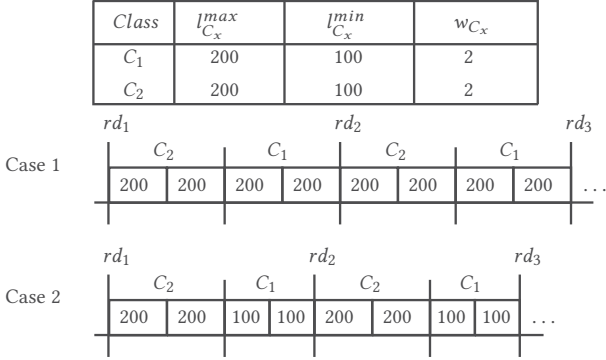 Class l_{C_x}^{max} l_{C_x}^{min} w_{C_x}
C_1 200 100 2
C_2 200 100 2
rd_1 rd_2 rd_3
C_2 C_1 C_2 C_1
Case 1 200 200 200 200 200 200 200 200 ...
rd_1 rd_2 rd_3
C_2 C_1 C_2 C_1
Case 2 200 200 100 100 200 200 100 100 ...